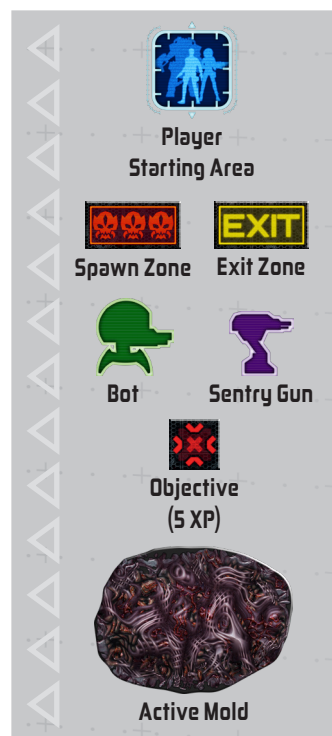 Player
Starting Area
EXIT
Spawn Zone Exit Zone
Bot Sentry Gun
Objective
(5 XP)
Active Mold